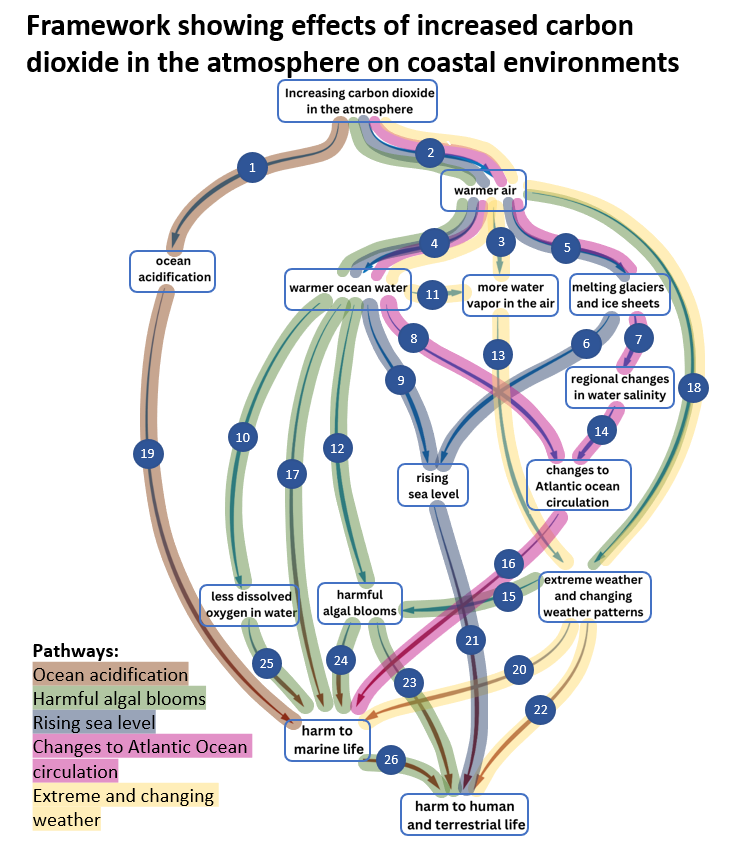 Framework showing effects of increased carbon
dioxide in the atmosphere on coastal environments
Increasing carbon dioxide
in the atmosphere
2
1
warmer air
3
4
5
ocean
acidification
warmer ocean water
11
more water
vapor in the air
melting glaciers
and ice sheets
8
6
7
13
9
regional changes
in water salinity
18
10
12
14
19
17
rising
sea level
changes to
Atlantic ocean
circulation
16
15
less dissolved
oxygen in water
harmful
algal blooms
extreme weather
and changing
weather patterns
21
25
24
20
23
22
Pathways:
Ocean acidification
Harmful algal blooms
Rising sea level
Changes to Atlantic Ocean
circulation
Extreme and changing
weather
harm to
marine life
26
harm to human
and terrestrial life